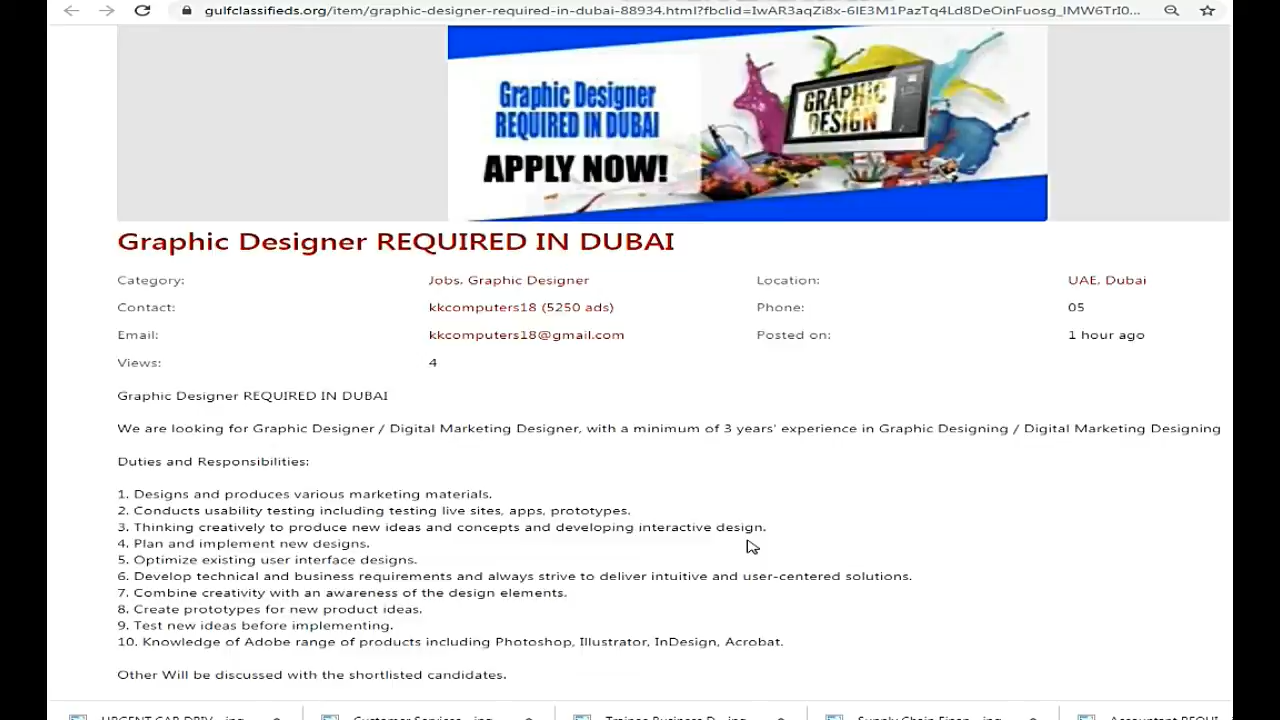 gulfclassifieds.org/item/graphic-designer-required-in-dubai-88934.html?fbclid=IwAR3aqZi8x-6lE3M1PazTq4Ld8DeOinFuosg_lMW6TrI0...
Graphic Designer
REQUIRED IN DUBAI
APPLY NOW!
GRAPHIC
DESIGN
Graphic Designer REQUIRED IN DUBAI
Category: Jobs, Graphic Designer Location: UAE, Dubai
Contact: kkcomputers18 (5250 ads) Phone: 05
Email: kkcomputers18@gmail.com Posted on: 1 hour ago
Views: 4
Graphic Designer REQUIRED IN DUBAI
We are looking for Graphic Designer / Digital Marketing Designer, with a minimum of 3 years' experience in Graphic Designing / Digital Marketing Designing
Duties and Responsibilities:
1. Designs and produces various marketing materials.
2. Conducts usability testing including testing live sites, apps, prototypes.
3. Thinking creatively to produce new ideas and concepts and developing interactive design.
4. Plan and implement new designs.
5. Optimize existing user interface designs.
6. Develop technical and business requirements and always strive to deliver intuitive and user-centered solutions.
7. Combine creativity with an awareness of the design elements.
8. Create prototypes for new product ideas.
9. Test new ideas before implementing.
10. Knowledge of Adobe range of products including Photoshop, Illustrator, InDesign, Acrobat.
Other Will be discussed with the shortlisted candidates.